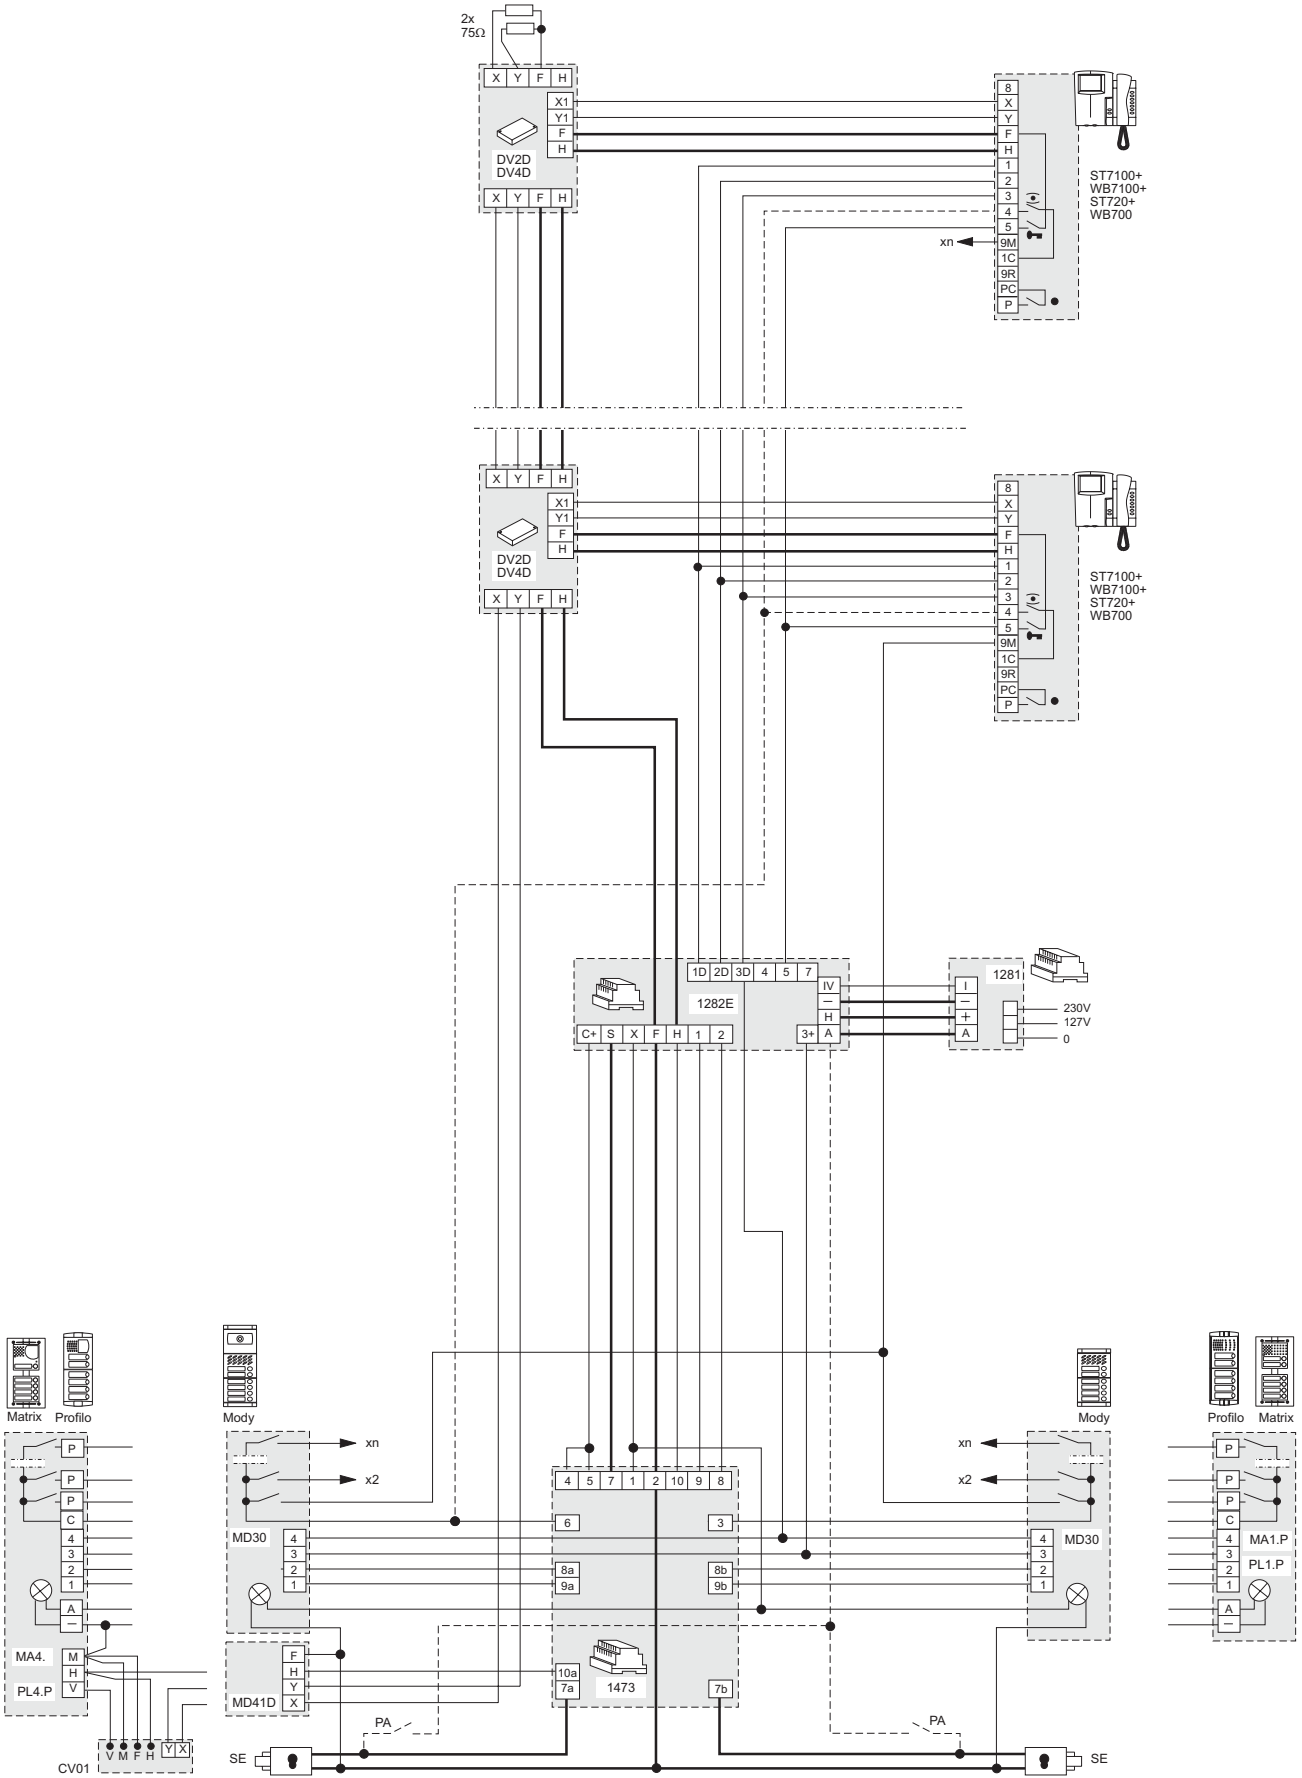 2x
75Ω
X Y F H
X1
Y1
F
H
DV2D
DV4D
X Y F H
8
X
Y
F
H
1
2
3
4
5
9M
1C
9R
PC
P
xn
ST7100+
WB7100+
ST720+
WB700
X Y F H
X1
Y1
F
H
DV2D
DV4D
X Y F H
8
X
Y
F
H
1
2
3
4
5
9M
1C
9R
PC
P
ST7100+
WB7100+
ST720+
WB700
1D 2D 3D 4 5 7
1282E
IV
—
H
3+ A
C+ S X F H 1 2
1281
I
—
+
A
230V
127V
0
Matrix Profilo
P
P
P
C
4
3
2
1
A
—
MA4.
PL4.P
M
H
V
V M F H Y X
CV01
Mody
xn
x2
MD30
4
3
2
1
F
H
Y
X
MD41D
4 5 7 1 2 10 9 8
6 3
8a 8b
9a 9b
10a
7a 7b
1473
PA PA
SE SE
Mody
xn
x2
4
3
2
1
MD30
Profilo Matrix
P
P
P
C
4
3
2
1
A
—
MA1.P
PL1.P